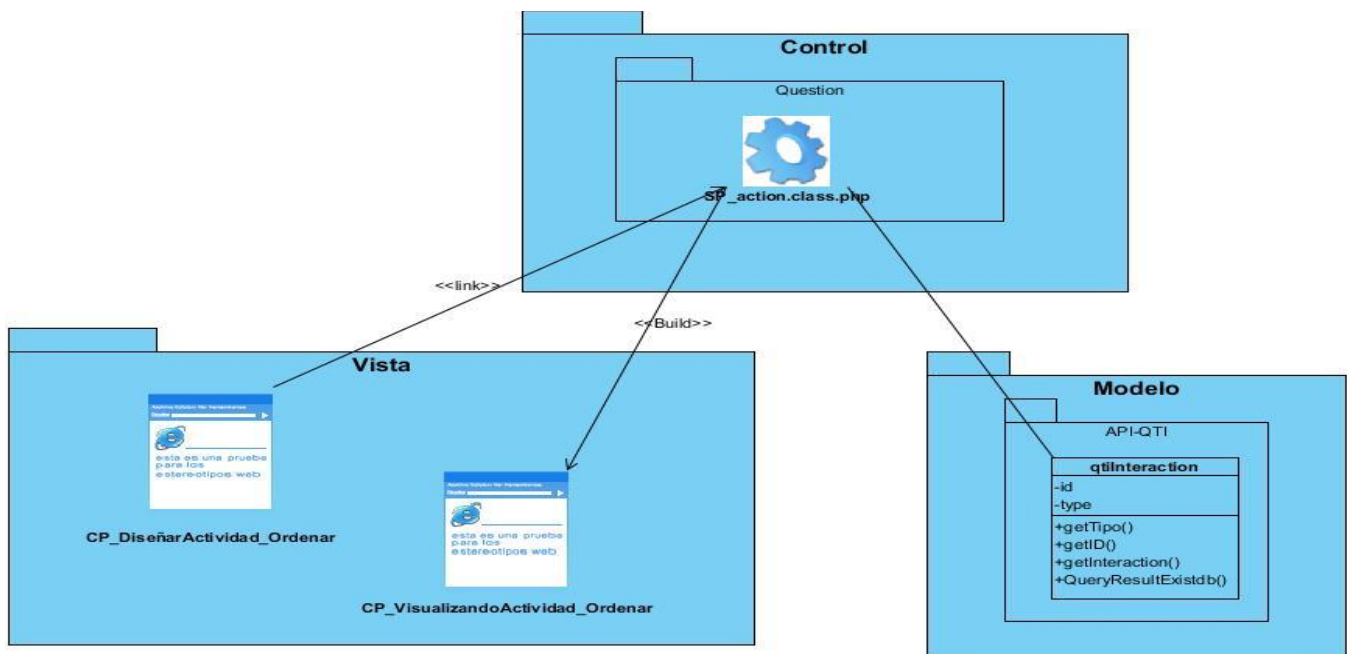 Control
Question
SP_action.class.php
<<link>>
<<Build>>
Vista
esta es una prueba
para los
estereotipos web
CP_DiseñarActividad_Ordenar
esta es una prueba
para los
estereotipos web
CP_VisualizandoActividad_Ordenar
Modelo
API-QTI
qtiInteraction
-id
-type
+getTipo()
+getID()
+getInteraction()
+QueryResultExistdb()